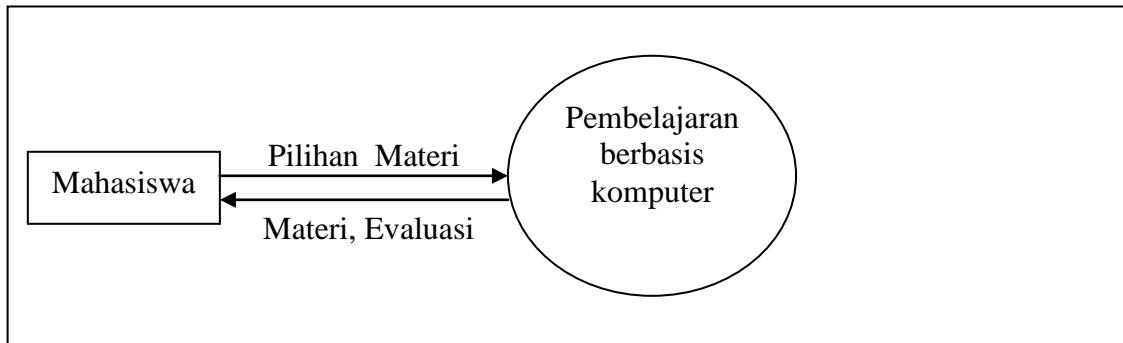 Mahasiswa
Pilihan Materi
Materi, Evaluasi
Pembelajaran
berbasis
komputer